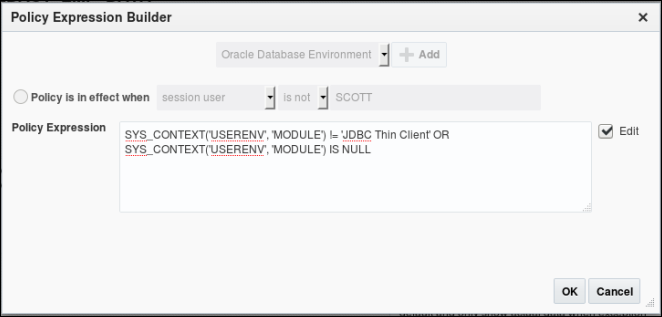 Policy Expression Builder
Oracle Database Environment
Add
Policy is in effect when session user is not SCOTT
Policy Expression
SYS_CONTEXT('USERENV', 'MODULE') != 'JDBC Thin Client' OR
SYS_CONTEXT('USERENV', 'MODULE') IS NULL
Edit
OK
Cancel